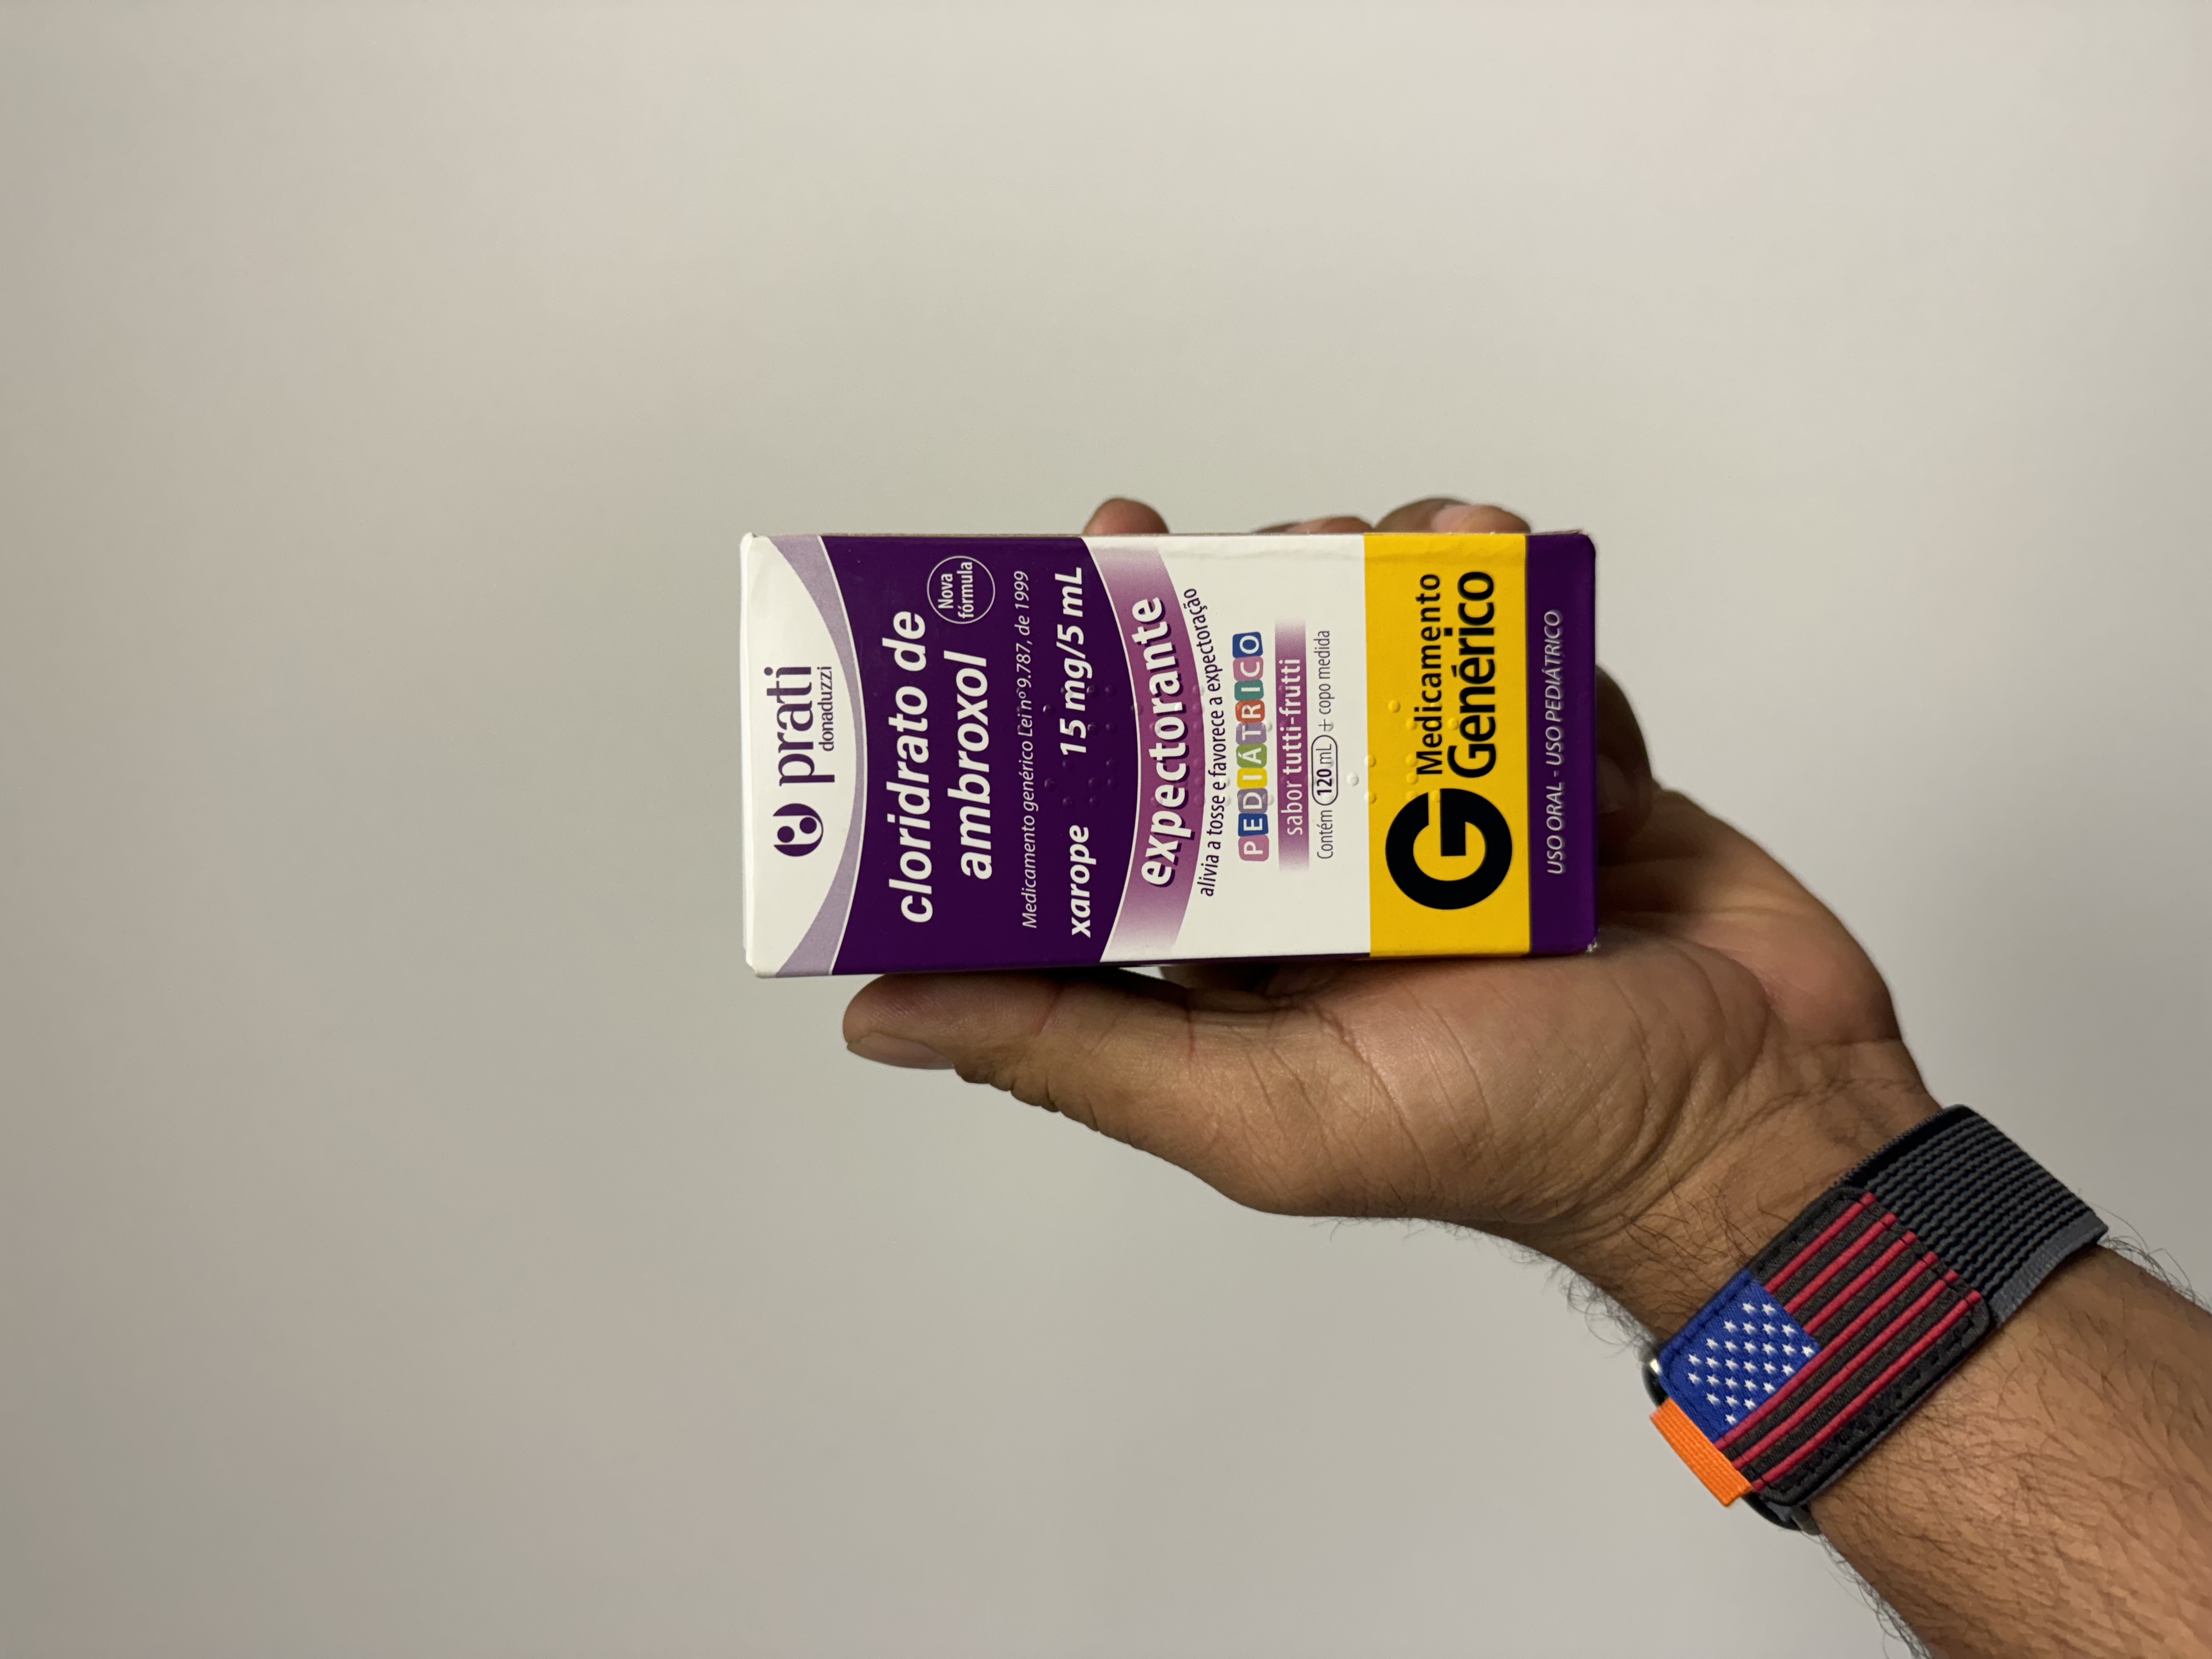 prati
donaduzzi
cloridrato de
ambroxol
Nova
fórmula
Medicamento genérico Lei nº 9.787, de 1999
xarope 15 mg/5 mL
expectorante
alivia a tosse e favorece a expectoração
PEDIÁTRICO
sabor tutti-frutti
Contém 120 mL + copo medida
G Medicamento
Genérico
USO ORAL - USO PEDIÁTRICO